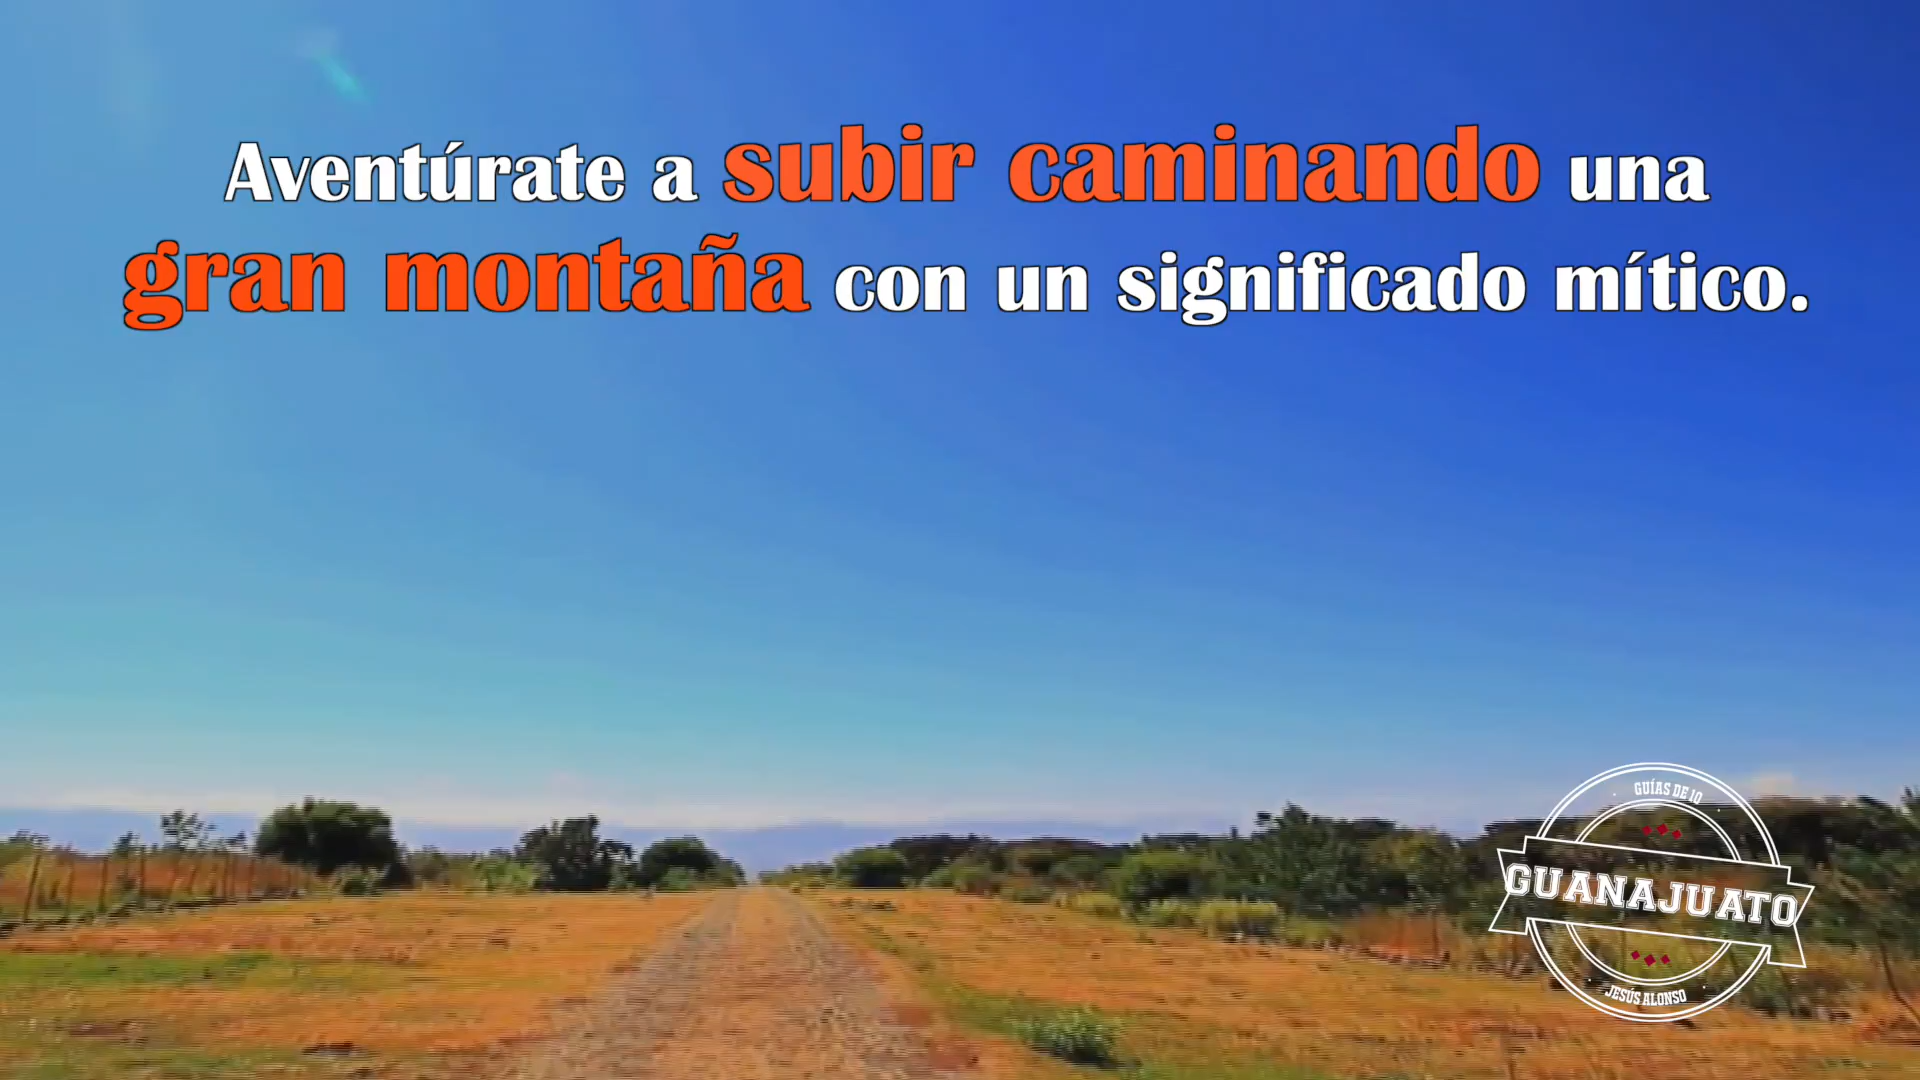 Aventúrate a subir caminando una
gran montaña con un significado mítico.
GUÍAS DE 10
GUANAJUATO
JESÚS ALONSO